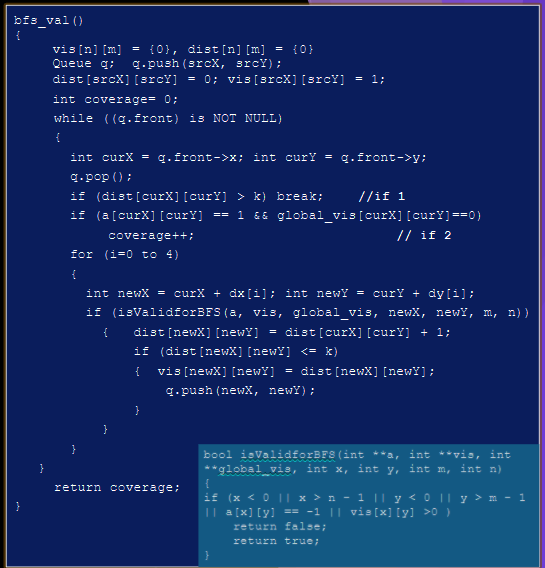 bfs_val()
{
vis[n][m] = {0}, dist[n][m] = {0}
Queue q; q.push(srcX, srcY);
dist[srcX][srcY] = 0; vis[srcX][srcY] = 1;
int coverage= 0;
while ((q.front) is NOT NULL)
{
int curX = q.front->x; int curY = q.front->y;
q.pop();
if (dist[curX][curY] > k) break; //if 1
if (a[curX][curY] == 1 && global_vis[curX][curY]==0)
coverage++; // if 2
for (i=0 to 4)
{
int newX = curX + dx[i]; int newY = curY + dy[i];
if (isValidforBFS(a, vis, global_vis, newX, newY, m, n))
{ dist[newX][newY] = dist[curX][curY] + 1;
if (dist[newX][newY] <= k)
{ vis[newX][newY] = dist[newX][newY];
q.push(newX, newY);
}
}
}
}
return coverage;
}
bool isValidforBFS(int **a, int **vis, int
**global_vis, int x, int y, int m, int n)
{
if (x < 0 || x > n - 1 || y < 0 || y > m - 1
|| a[x][y] == -1 || vis[x][y] >0 )
return false;
return true;
}